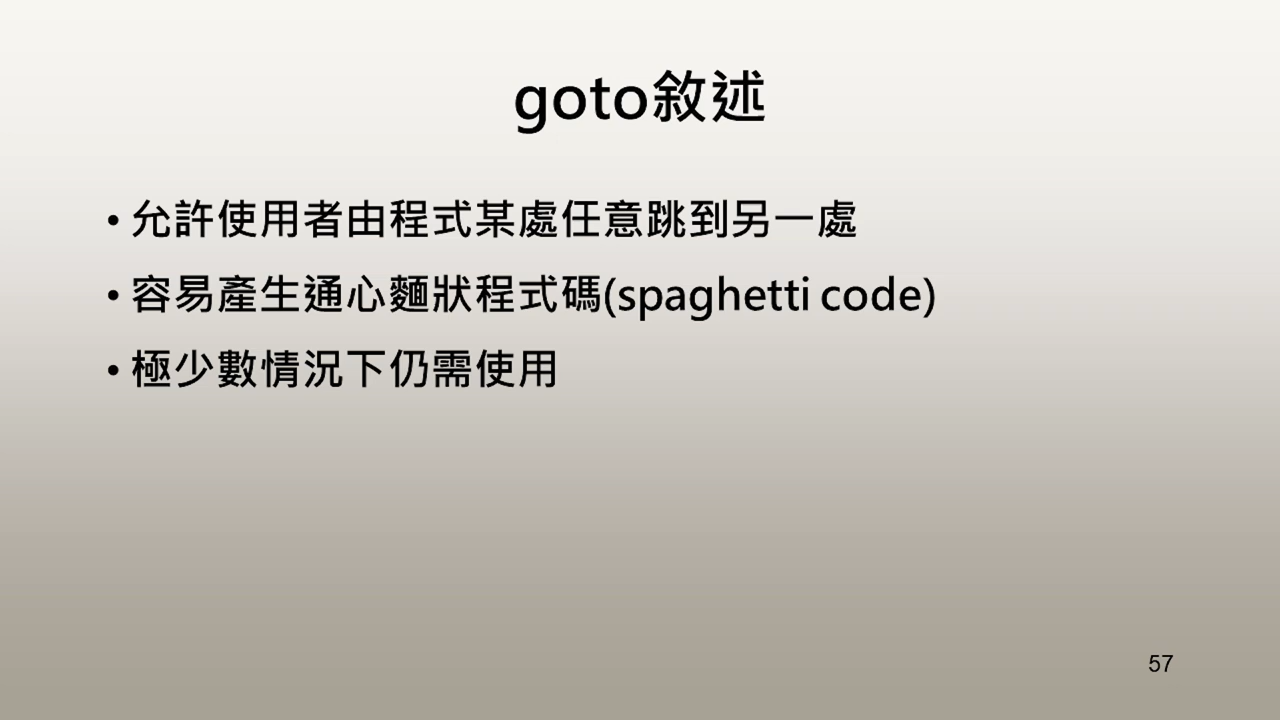 goto敘述
• 允許使用者由程式某處任意跳到另一處
• 容易產生通心麵狀程式碼(spaghetti code)
• 極少數情況下仍需使用
57